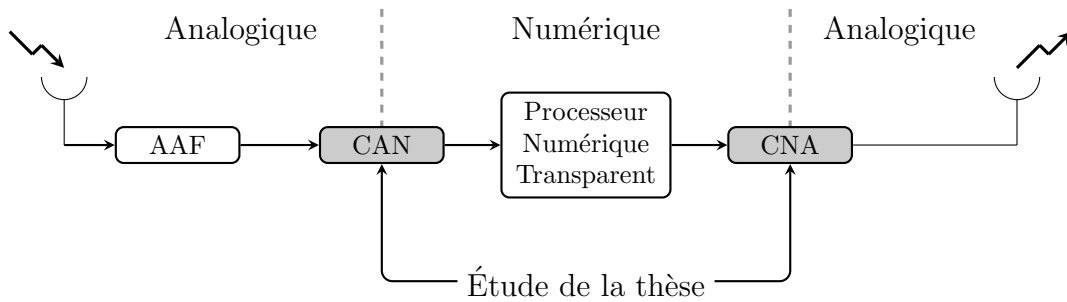 Analogique
Numérique
Analogique
AAF
CAN
Processeur
Numérique
Transparent
CNA
Étude de la thèse